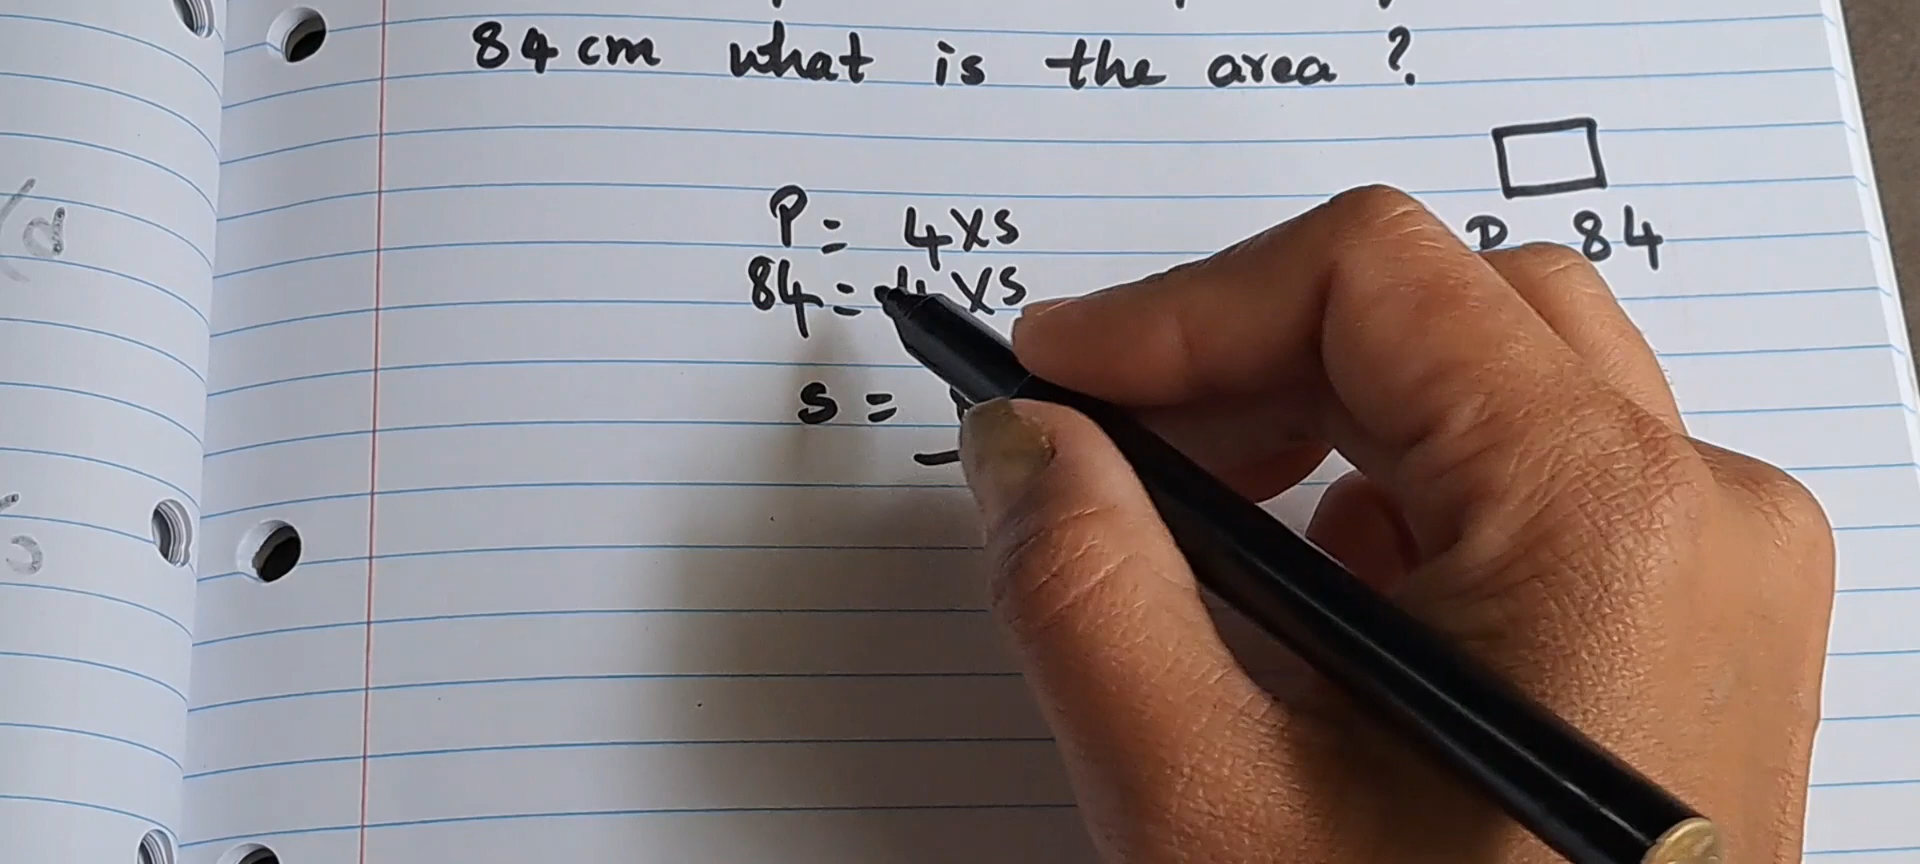 84 cm what is the area ?
P = 4xs
84 = 4xs
P 84
s =